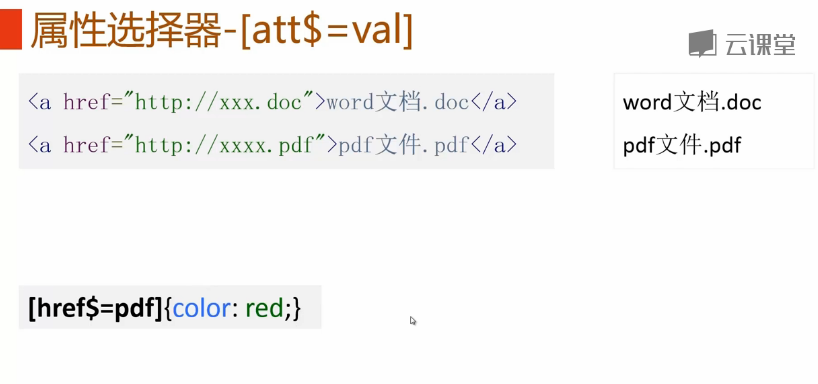 属性选择器-[att$=val]
云课堂
<a href="http://xxx.doc">word文档.doc</a>
<a href="http://xxxx.pdf">pdf文件.pdf</a>
word文档.doc
pdf文件.pdf
[href$=pdf]{color: red;}